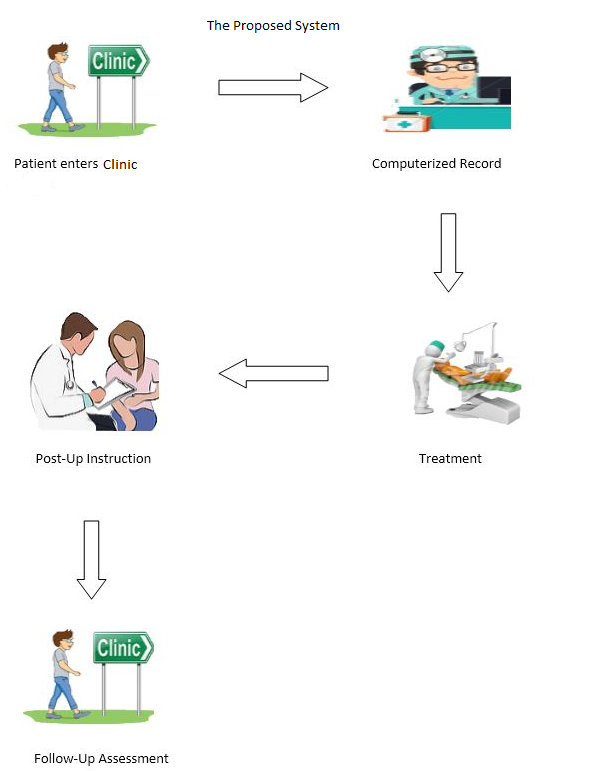 The Proposed System
Clinic
Patient enters Clinic
Computerized Record
Post-Up Instruction
Treatment
Clinic
Follow-Up Assessment